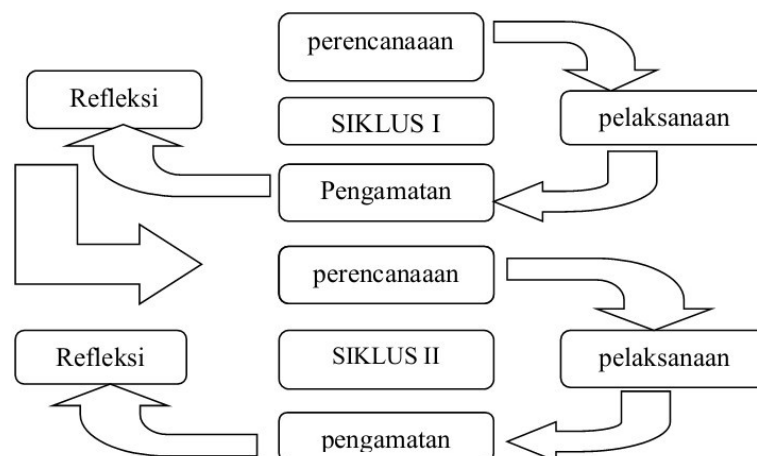 perencanaaan
Refleksi
SIKLUS I
pelaksanaan
Pengamatan
perencanaaan
Refleksi
SIKLUS II
pelaksanaan
pengamatan